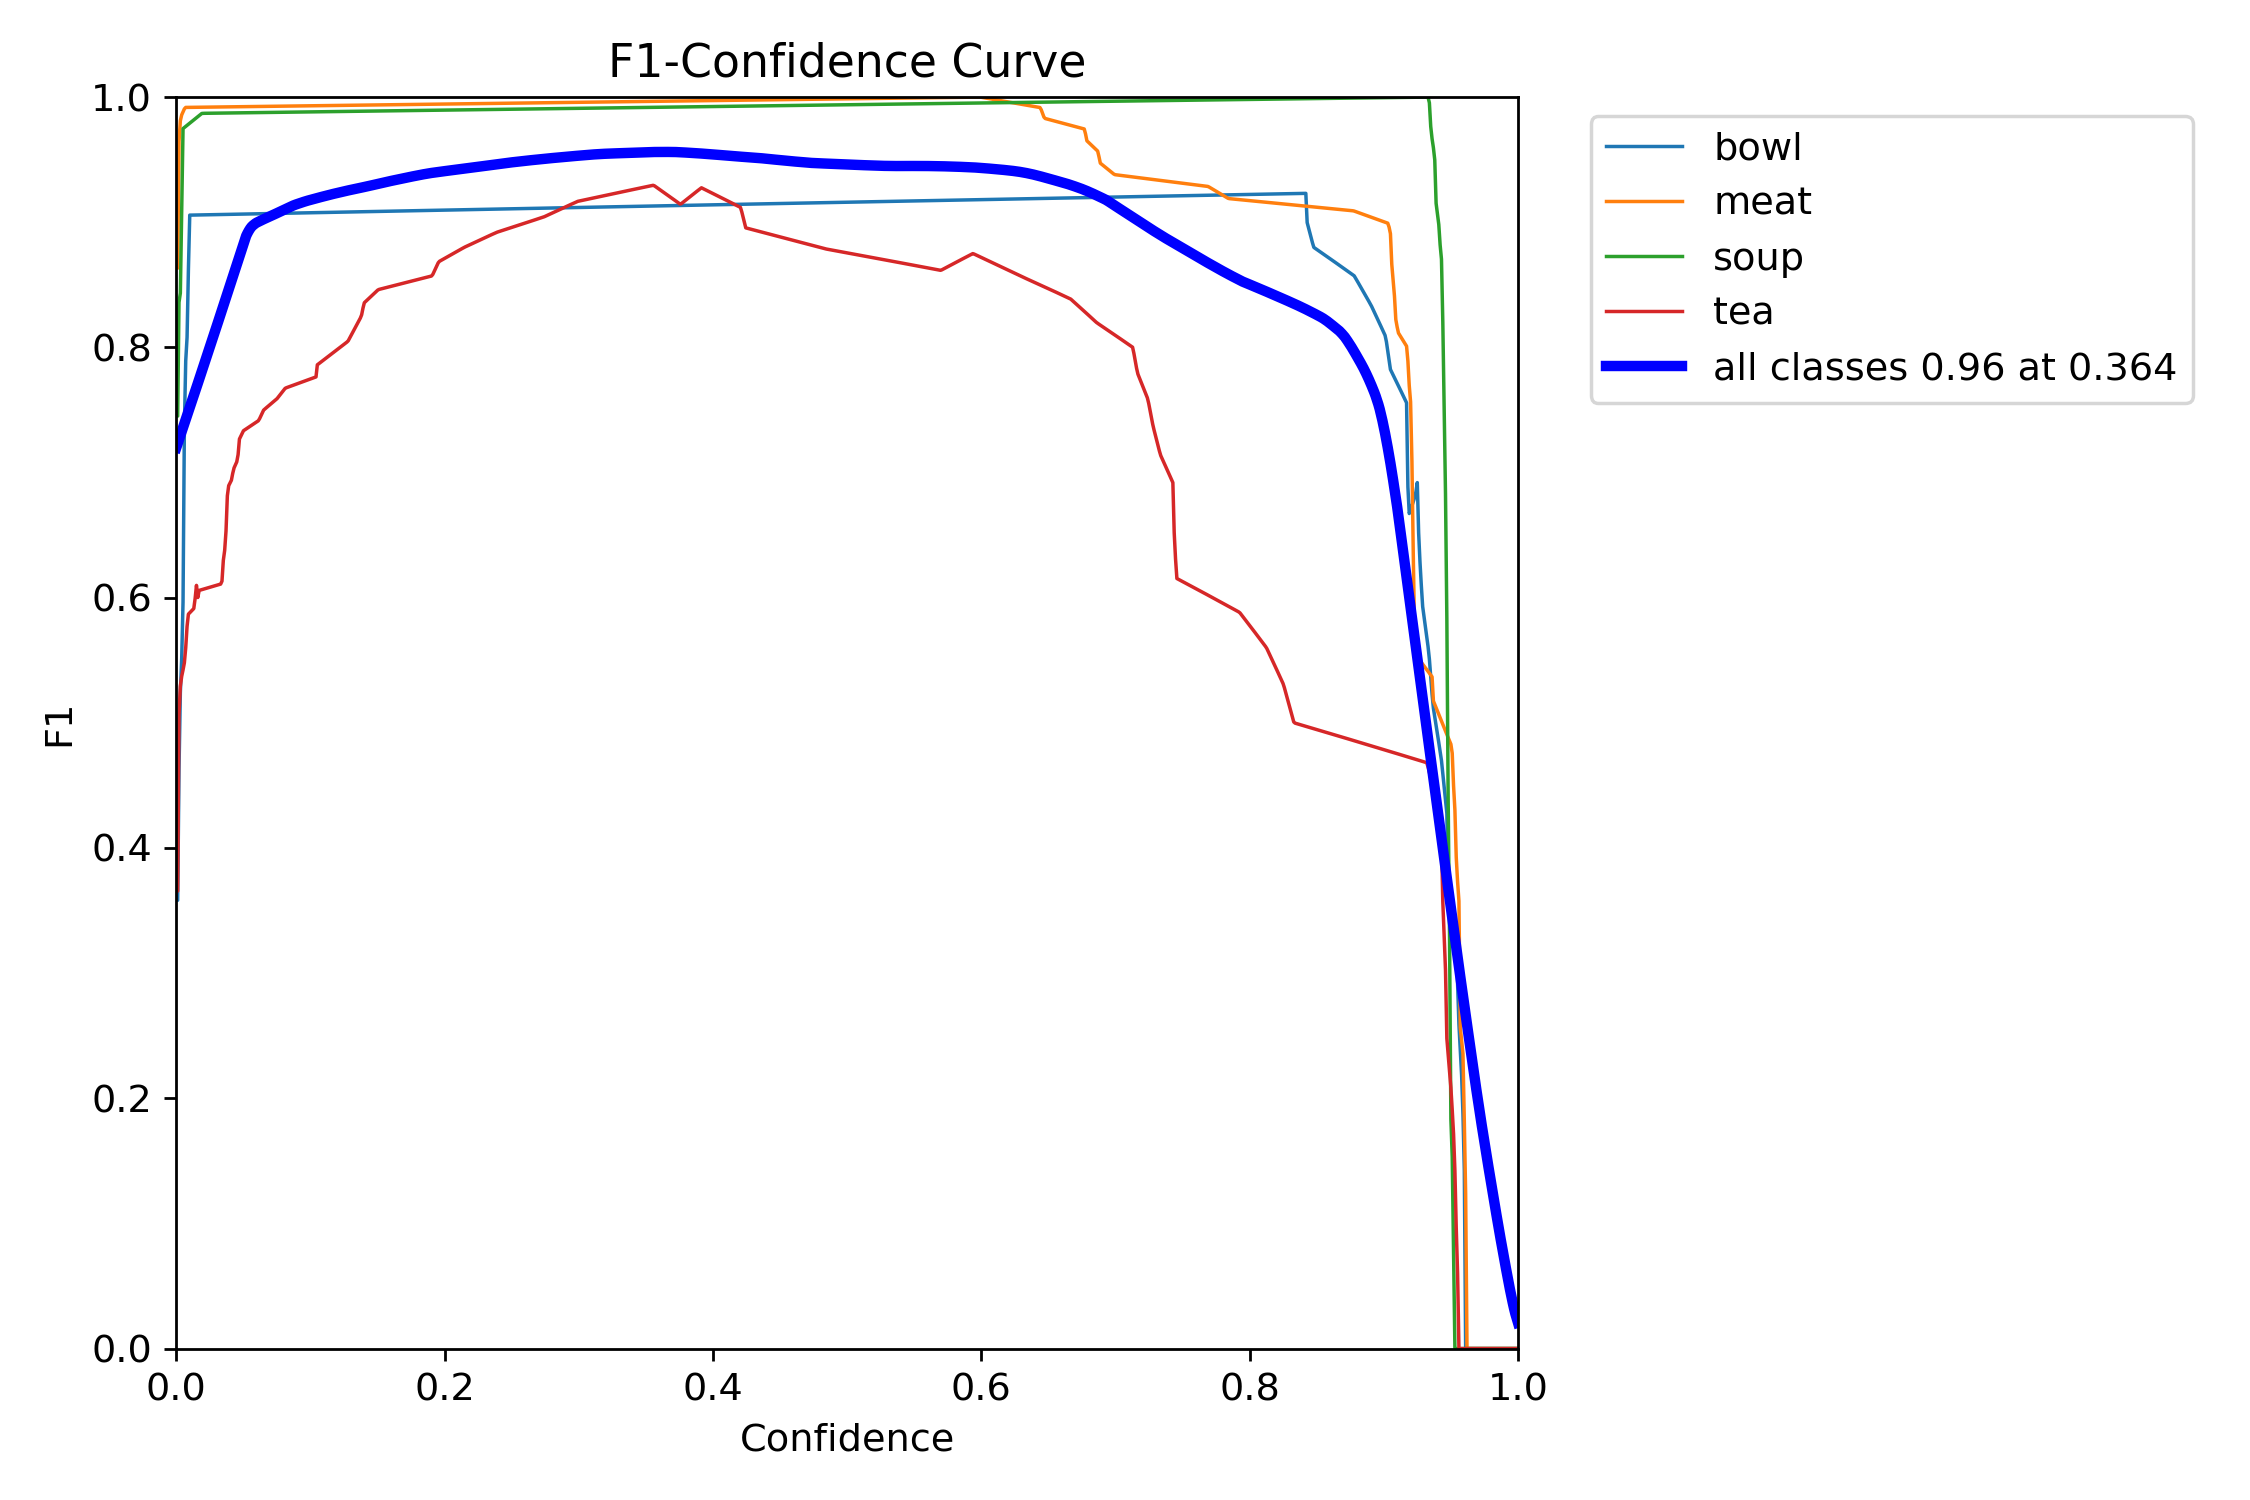 F1-Confidence Curve
1.0
0.8
0.6
0.4
0.2
0.0
F1
0.0 0.2 0.4 0.6 0.8 1.0
Confidence
bowl
meat
soup
tea
all classes 0.96 at 0.364